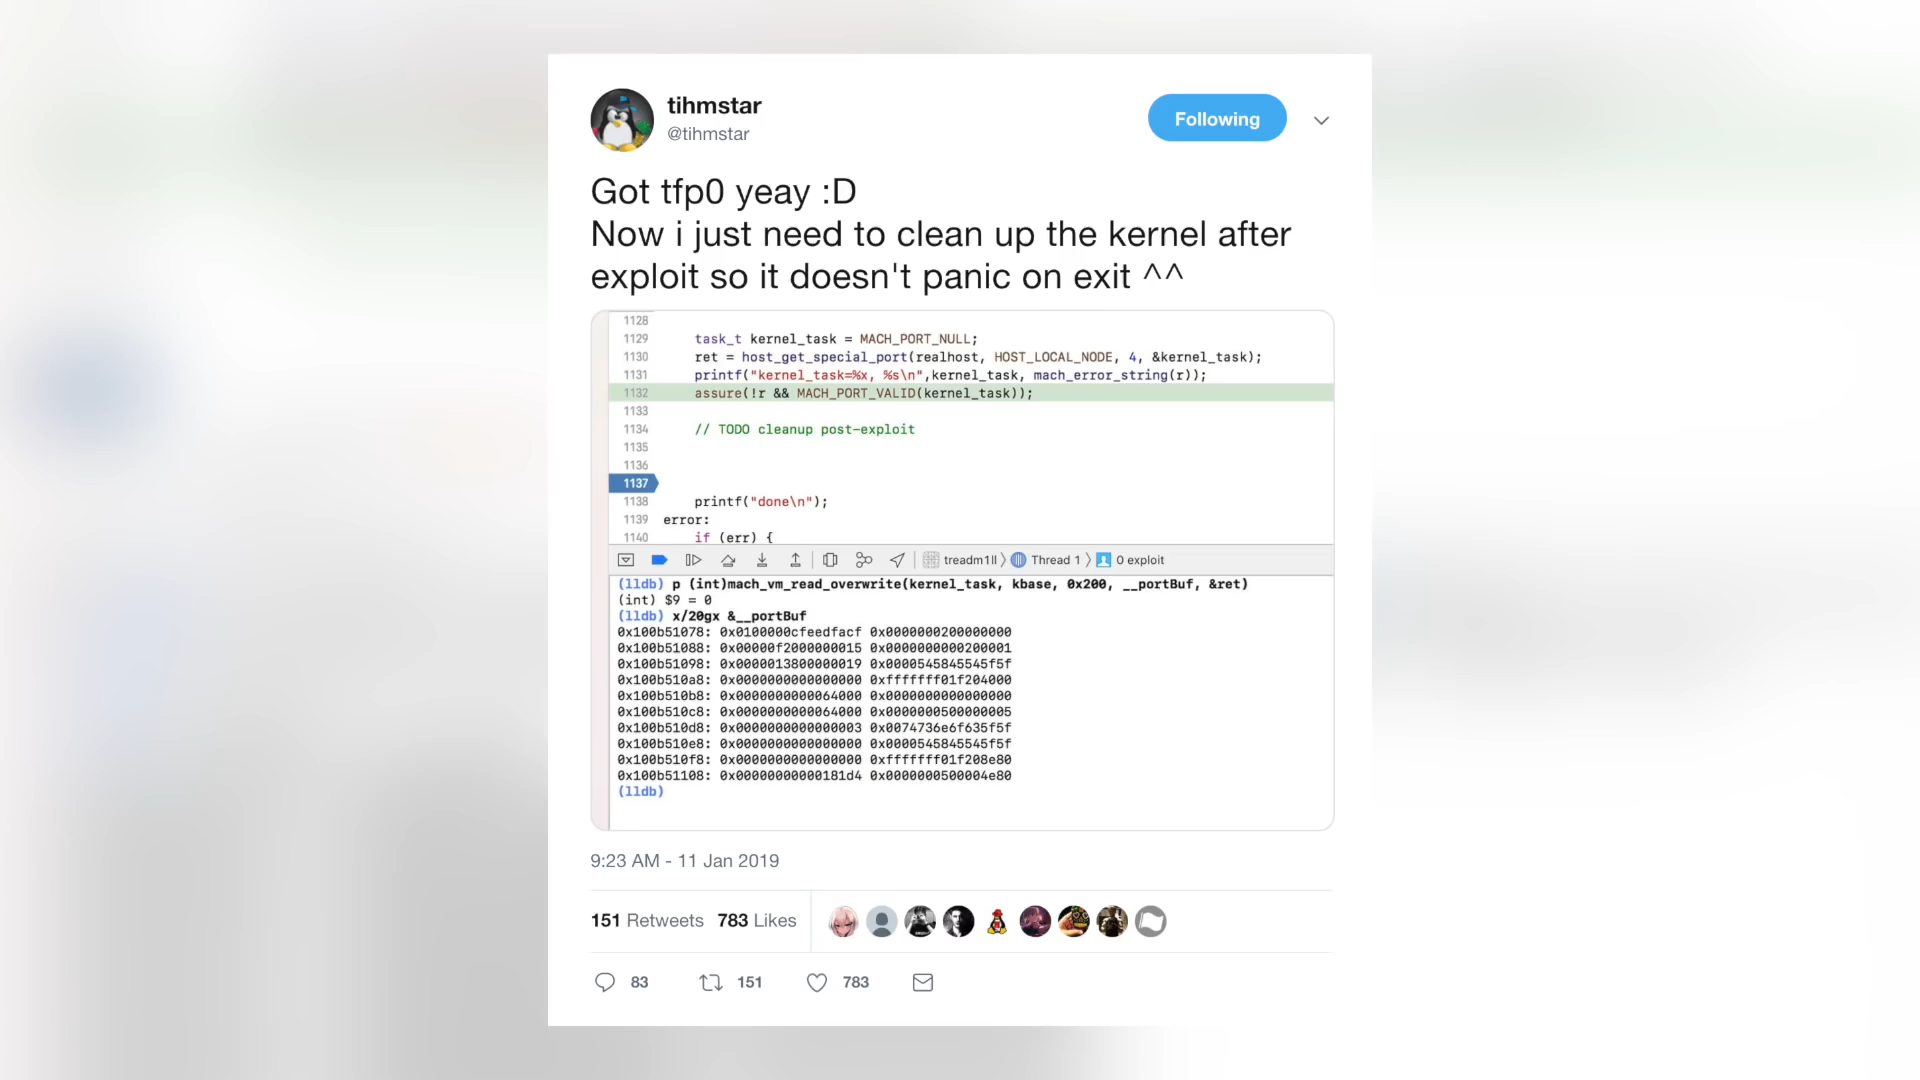 tihmstar
@tihmstar
Following
Got tfp0 yeay :D
Now i just need to clean up the kernel after
exploit so it doesn't panic on exit ^^
1128
1129 task_t kernel_task = MACH_PORT_NULL;
1130 ret = host_get_special_port(realhost, HOST_LOCAL_NODE, 4, &kernel_task);
1131 printf("kernel_task=%x, %s\n",kernel_task, mach_error_string(r));
1132 assure(!r && MACH_PORT_VALID(kernel_task));
1133
1134 // TODO cleanup post-exploit
1135
1136
1137
1138 printf("done\n");
1139 error:
1140 if (err) {
treadm1ll Thread 1 0 exploit
(lldb) p (int)mach_vm_read_overwrite(kernel_task, kbase, 0x200, __portBuf, &ret)
(int) $9 = 0
(lldb) x/20gx &__portBuf
0x100b51078: 0x0100000cfeedfacf 0x0000000200000000
0x100b51088: 0x00000f2000000015 0x0000000000200001
0x100b51098: 0x0000013800000019 0x0000545845545f5f
0x100b510a8: 0x0000000000000000 0xfffffff01f204000
0x100b510b8: 0x0000000000064000 0x0000000000000000
0x100b510c8: 0x0000000000064000 0x0000000500000005
0x100b510d8: 0x0000000000000003 0x0074736e6f635f5f
0x100b510e8: 0x0000000000000000 0x0000545845545f5f
0x100b510f8: 0x0000000000000000 0xfffffff01f208e80
0x100b51108: 0x00000000000181d4 0x0000000500004e80
(lldb)
9:23 AM - 11 Jan 2019
151 Retweets 783 Likes
83 151 783